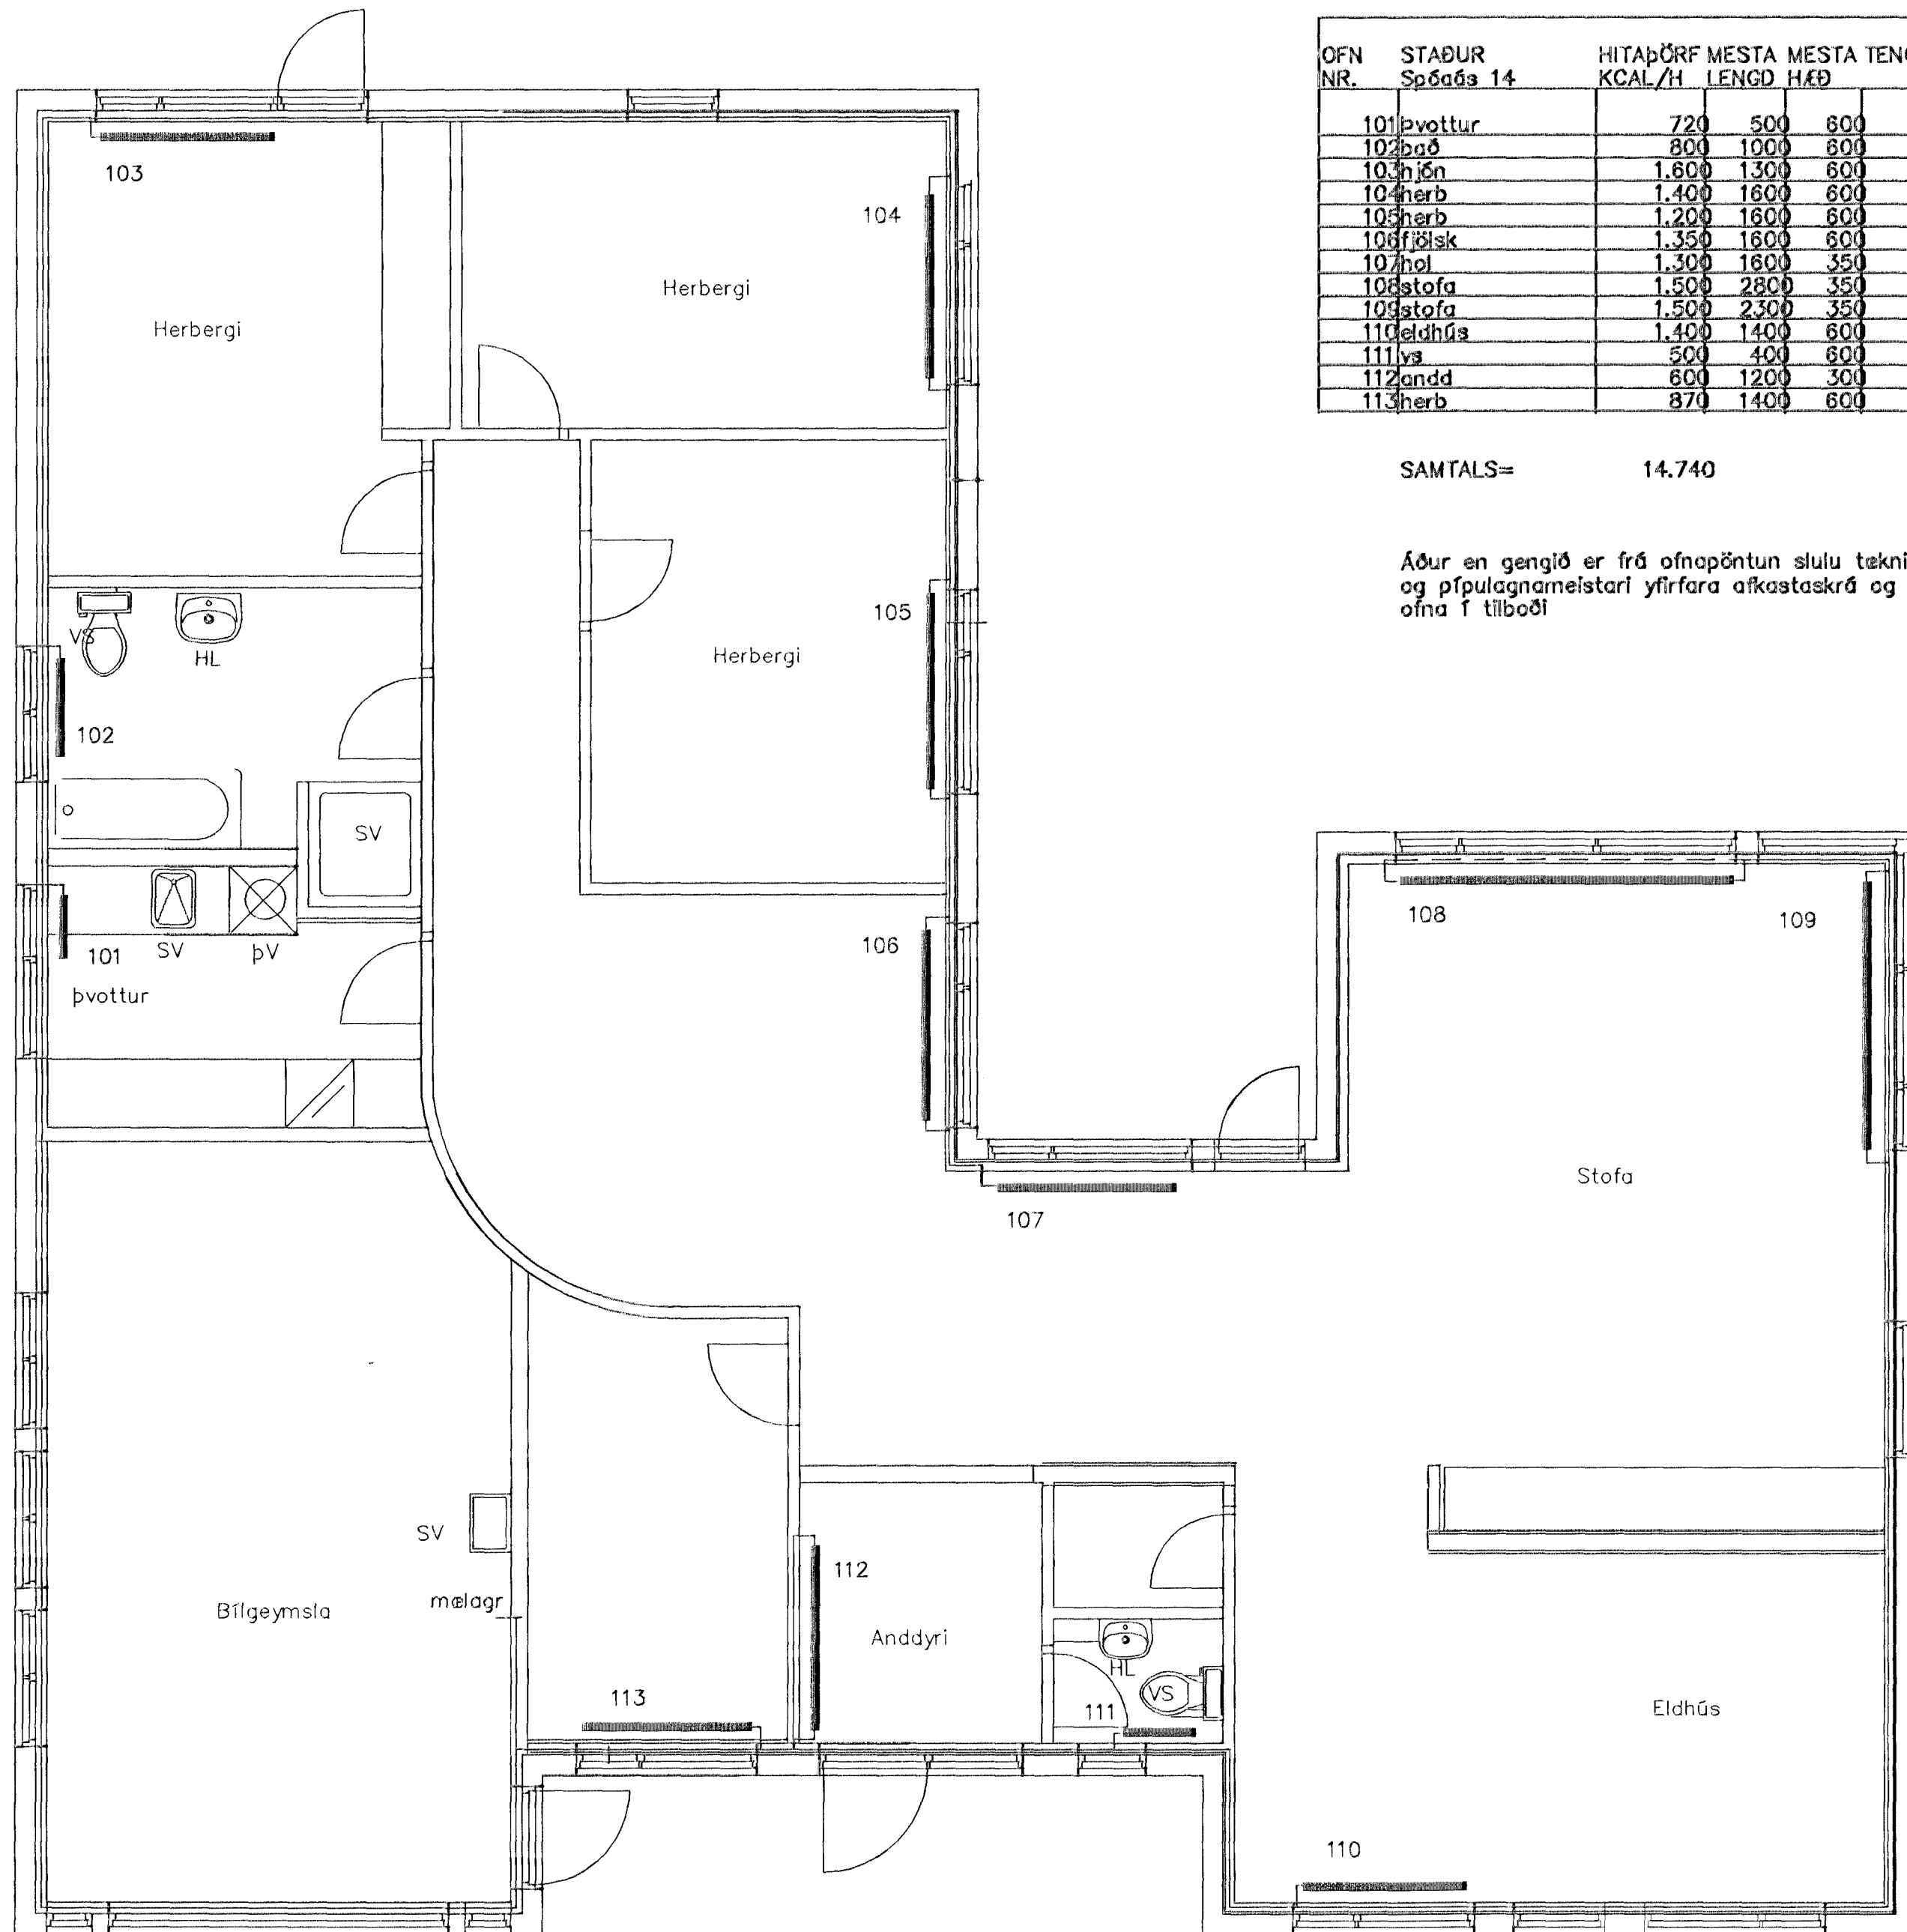 OFN STAÐUR HITAÞÖRF MESTA MESTA TENG
NR. Spóaás 14 KCAL/H LENGD HÆÐ
101 þvottur 720 500 600
102 bað 800 1000 600
103 hjón 1.600 1300 600
104 herb 1.400 1600 600
105 herb 1.200 1600 600
106 fjölsk 1.350 1600 600
107 hol 1.300 1600 350
108 stofa 1.500 2800 350
109 stofa 1.500 2300 350
110 eldhús 1.400 1400 600
111 vs 500 400 600
112 andd 600 1200 300
113 herb 870 1400 600
SAMTALS= 14.740
Áður en gengið er frá ofnapöntun slulu tækni
og pípulagnameistari yfirfara afkastaskrá og
ofna í tilboði
103
104
Herbergi
Herbergi
105
VS
HL
Herbergi
102
SV
108
109
106
101
SV
þV
þvottur
Stofa
107
SV
112
mælagr
Bílgeymsla
Anddyri
HL
VS
113
111
Eldhús
110